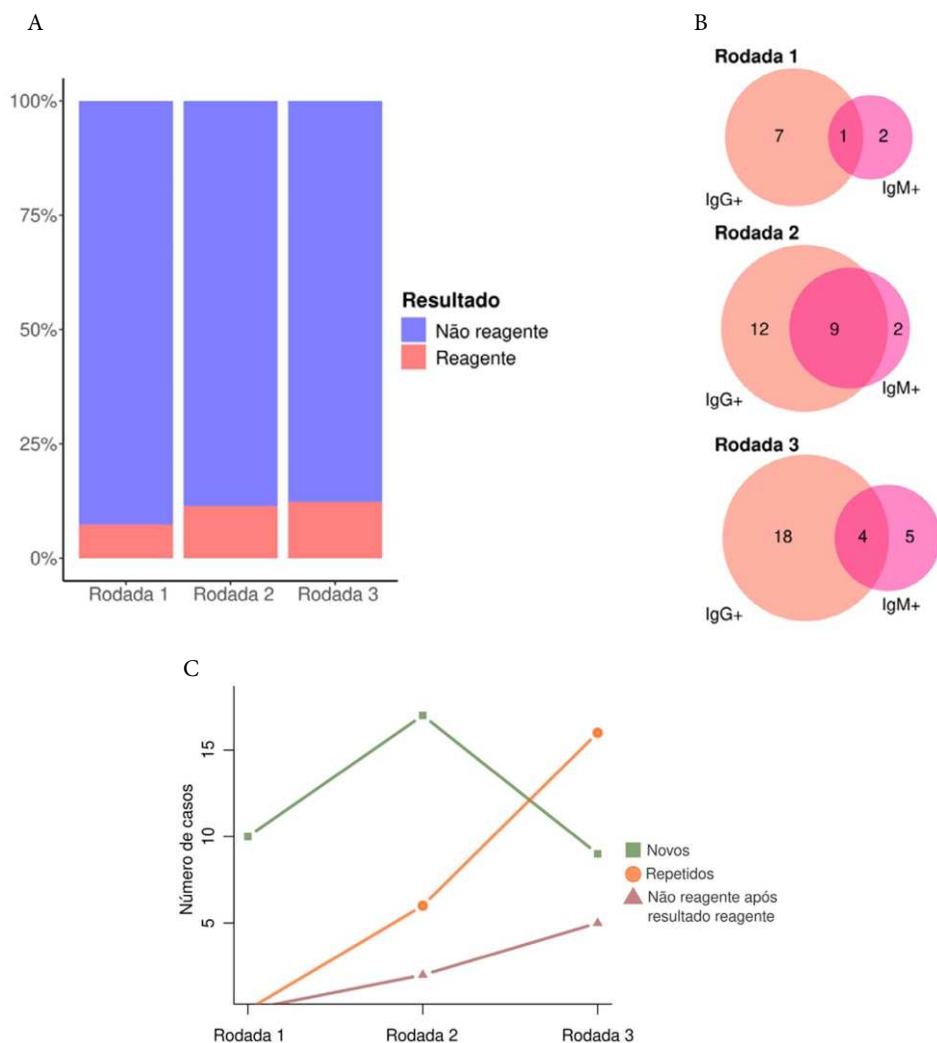 A
100%
75%
50%
25%
0%
Rodada 1
Rodada 2
Rodada 3
Resultado
Não reagente
Reagente
B
Rodada 1
7
1
2
IgG+
IgM+
Rodada 2
12
9
2
IgG+
IgM+
Rodada 3
18
4
5
IgG+
IgM+
C
Número de casos
15
10
5
Rodada 1
Rodada 2
Rodada 3
Novos
Repetidos
Não reagente após
resultado reagente